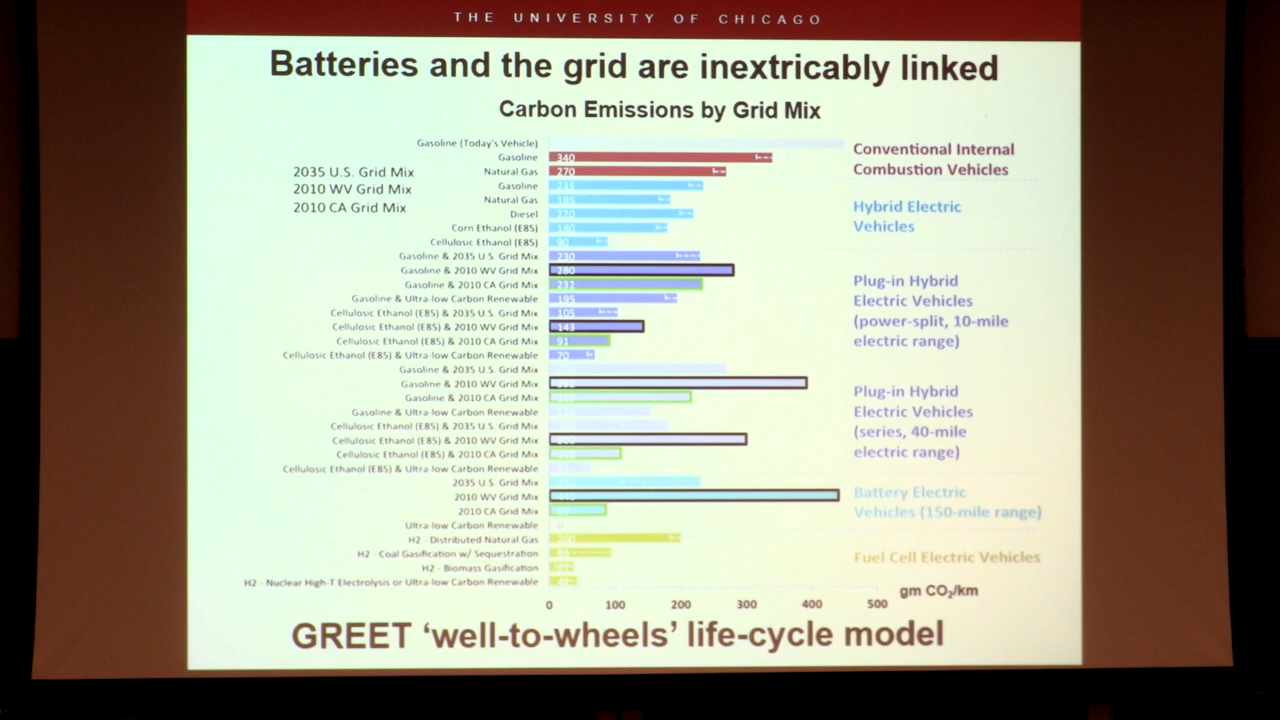 THE UNIVERSITY OF CHICAGO
Batteries and the grid are inextricably linked
Carbon Emissions by Grid Mix
2035 U.S. Grid Mix
2010 WV Grid Mix
2010 CA Grid Mix
Gasoline (Today's Vehicle)
Gasoline 340
Natural Gas 270
Gasoline 235
Natural Gas 185
Diesel 220
Corn Ethanol (E85) 180
Cellulosic Ethanol (E85) 90
Gasoline & 2035 U.S. Grid Mix 230
Gasoline & 2010 WV Grid Mix 280
Gasoline & 2010 CA Grid Mix 232
Gasoline & Ultra-low Carbon Renewable 195
Cellulosic Ethanol (E85) & 2035 U.S. Grid Mix 105
Cellulosic Ethanol (E85) & 2010 WV Grid Mix 143
Cellulosic Ethanol (E85) & 2010 CA Grid Mix 91
Cellulosic Ethanol (E85) & Ultra-low Carbon Renewable 70
Gasoline & 2035 U.S. Grid Mix
Gasoline & 2010 WV Grid Mix
Gasoline & 2010 CA Grid Mix
Gasoline & Ultra-low Carbon Renewable
Cellulosic Ethanol (E85) & 2035 U.S. Grid Mix
Cellulosic Ethanol (E85) & 2010 WV Grid Mix
Cellulosic Ethanol (E85) & 2010 CA Grid Mix
Cellulosic Ethanol (E85) & Ultra-low Carbon Renewable
2035 U.S. Grid Mix
2010 WV Grid Mix
2010 CA Grid Mix
Ultra-low Carbon Renewable 0
H2 - Distributed Natural Gas 200
H2 - Coal Gasification w/ Sequestration
H2 - Biomass Gasification
H2 - Nuclear High-T Electrolysis or Ultra-low Carbon Renewable
Conventional Internal
Combustion Vehicles
Hybrid Electric
Vehicles
Plug-in Hybrid
Electric Vehicles
(power-split, 10-mile
electric range)
Plug-in Hybrid
Electric Vehicles
(series, 40-mile
electric range)
Battery Electric
Vehicles (150-mile range)
Fuel Cell Electric Vehicles
0 100 200 300 400 500
gm CO₂/km
GREET ‘well-to-wheels’ life-cycle model